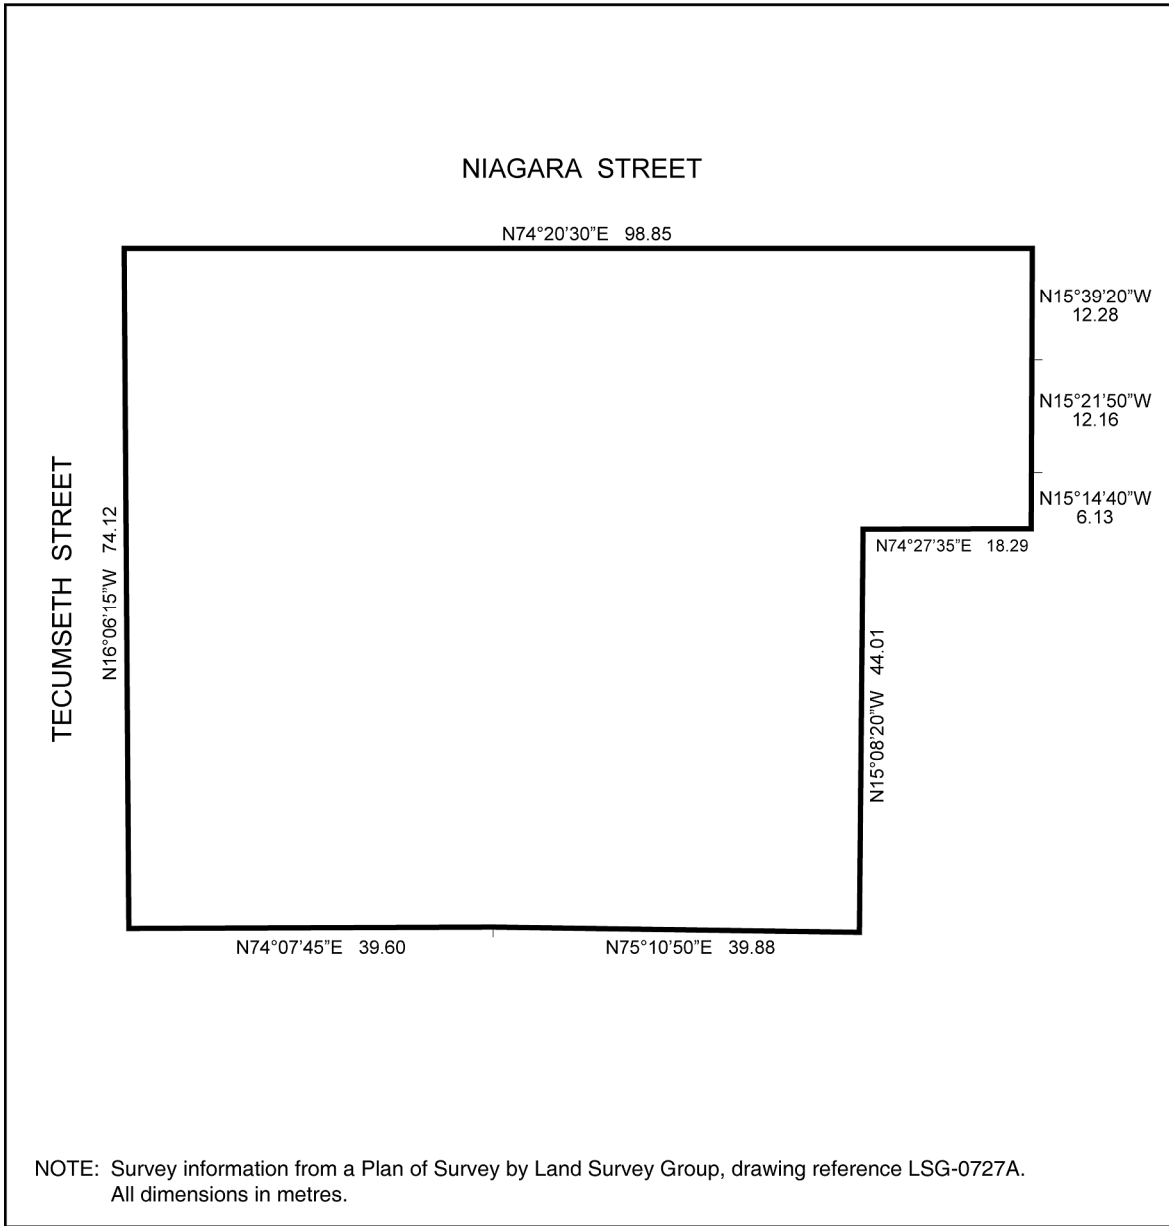 NIAGARA STREET
N74°20'30"E 98.85
N15°39'20"W
12.28
N15°21'50"W
12.16
N15°14'40"W
6.13
N74°27'35"E 18.29
TECUMSETH STREET
N16°06'15"W 74.12
N15°08'20"W 44.01
N74°07'45"E 39.60
N75°10'50"E 39.88
NOTE: Survey information from a Plan of Survey by Land Survey Group, drawing reference LSG-0727A.
All dimensions in metres.